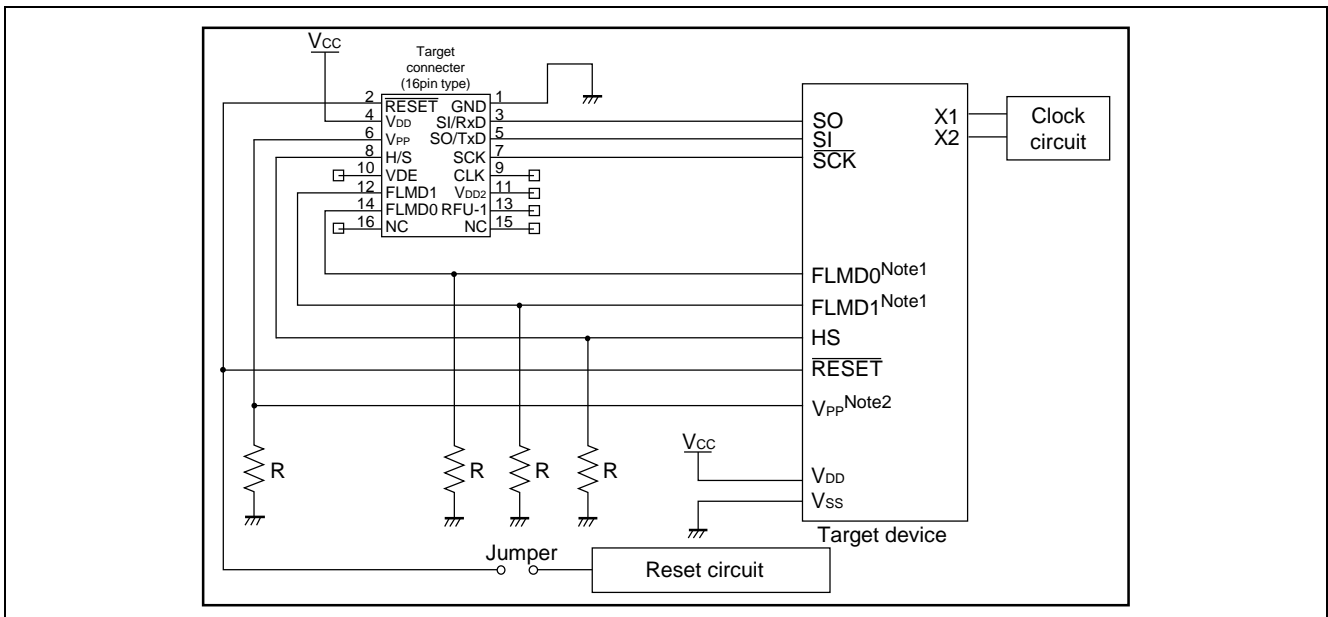 VCC
Target
connecter
(16pin type)
2 RESET GND 1
4 VDD SI/RxD 3
6 VPP SO/TxD 5
8 H/S SCK 7
10 VDE CLK 9
12 FLMD1 VDD2 11
14 FLMD0 RFU-1 13
16 NC NC 15
SO
SI
SCK
X1
X2
Clock
circuit
FLMD0Note1
FLMD1Note1
HS
RESET
VPPNote2
R
R
R
R
VCC
VDD
VSS
Target device
Jumper
Reset circuit